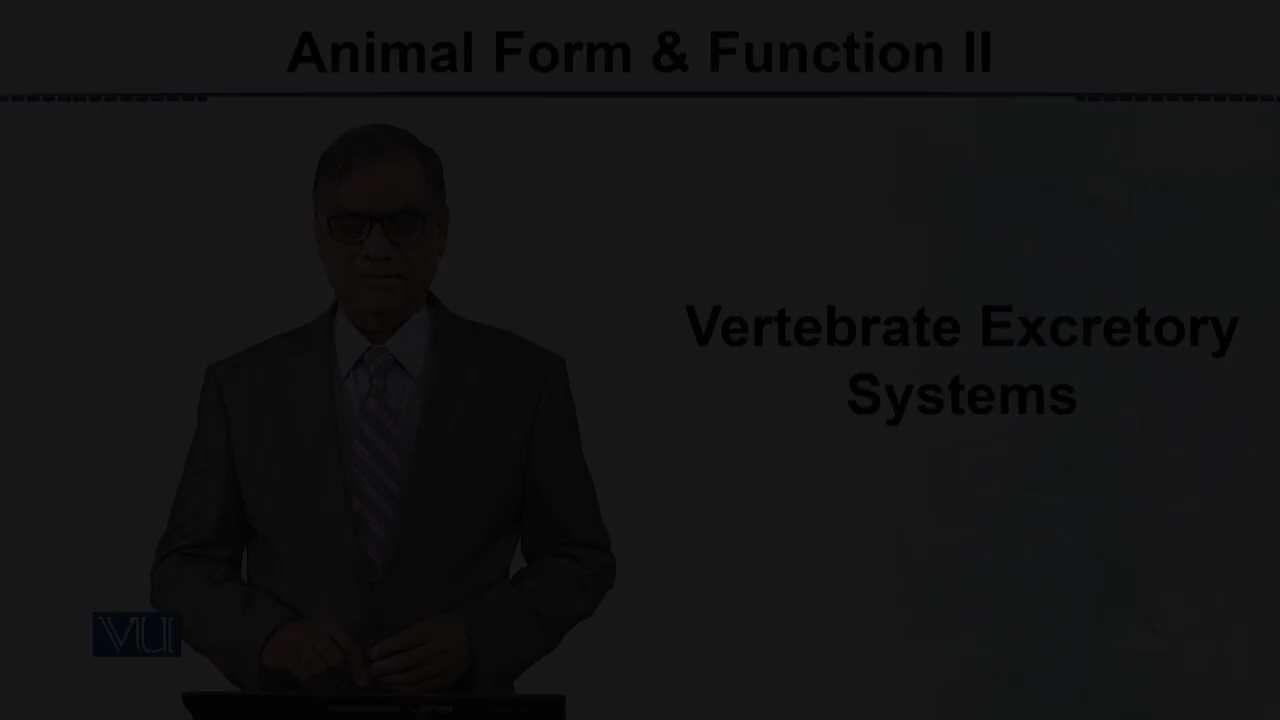 Animal Form & Function II
Vertebrate Excretory
Systems
VU